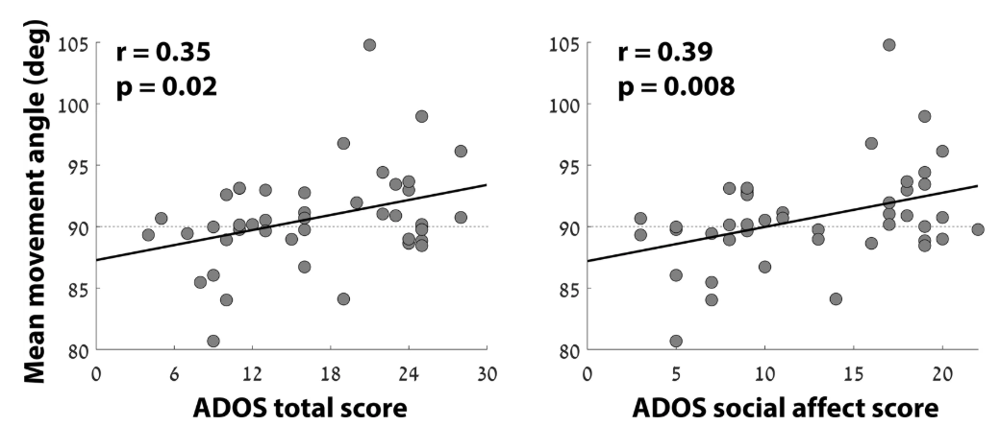 Mean movement angle (deg)
r = 0.35
p = 0.02
105
100
95
90
85
80
0 6 12 18 24 30
ADOS total score
r = 0.39
p = 0.008
105
100
95
90
85
80
0 5 10 15 20
ADOS social affect score